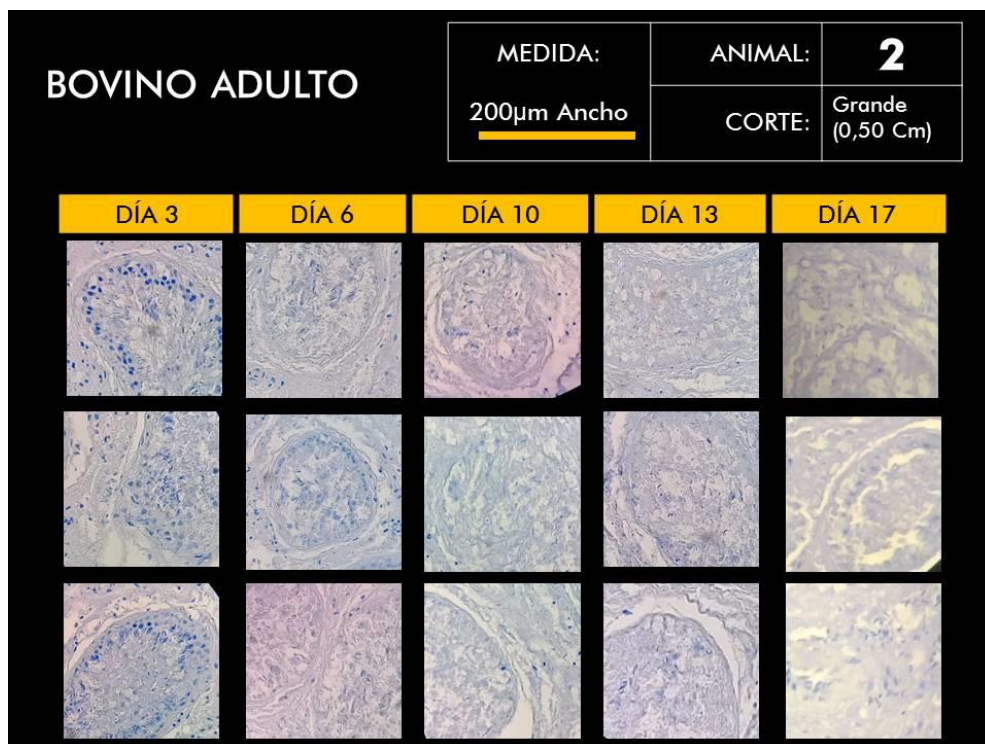 BOVINO ADULTO
MEDIDA:
200µm Ancho
ANIMAL:
2
CORTE:
Grande
(0,50 Cm)
DÍA 3
DÍA 6
DÍA 10
DÍA 13
DÍA 17